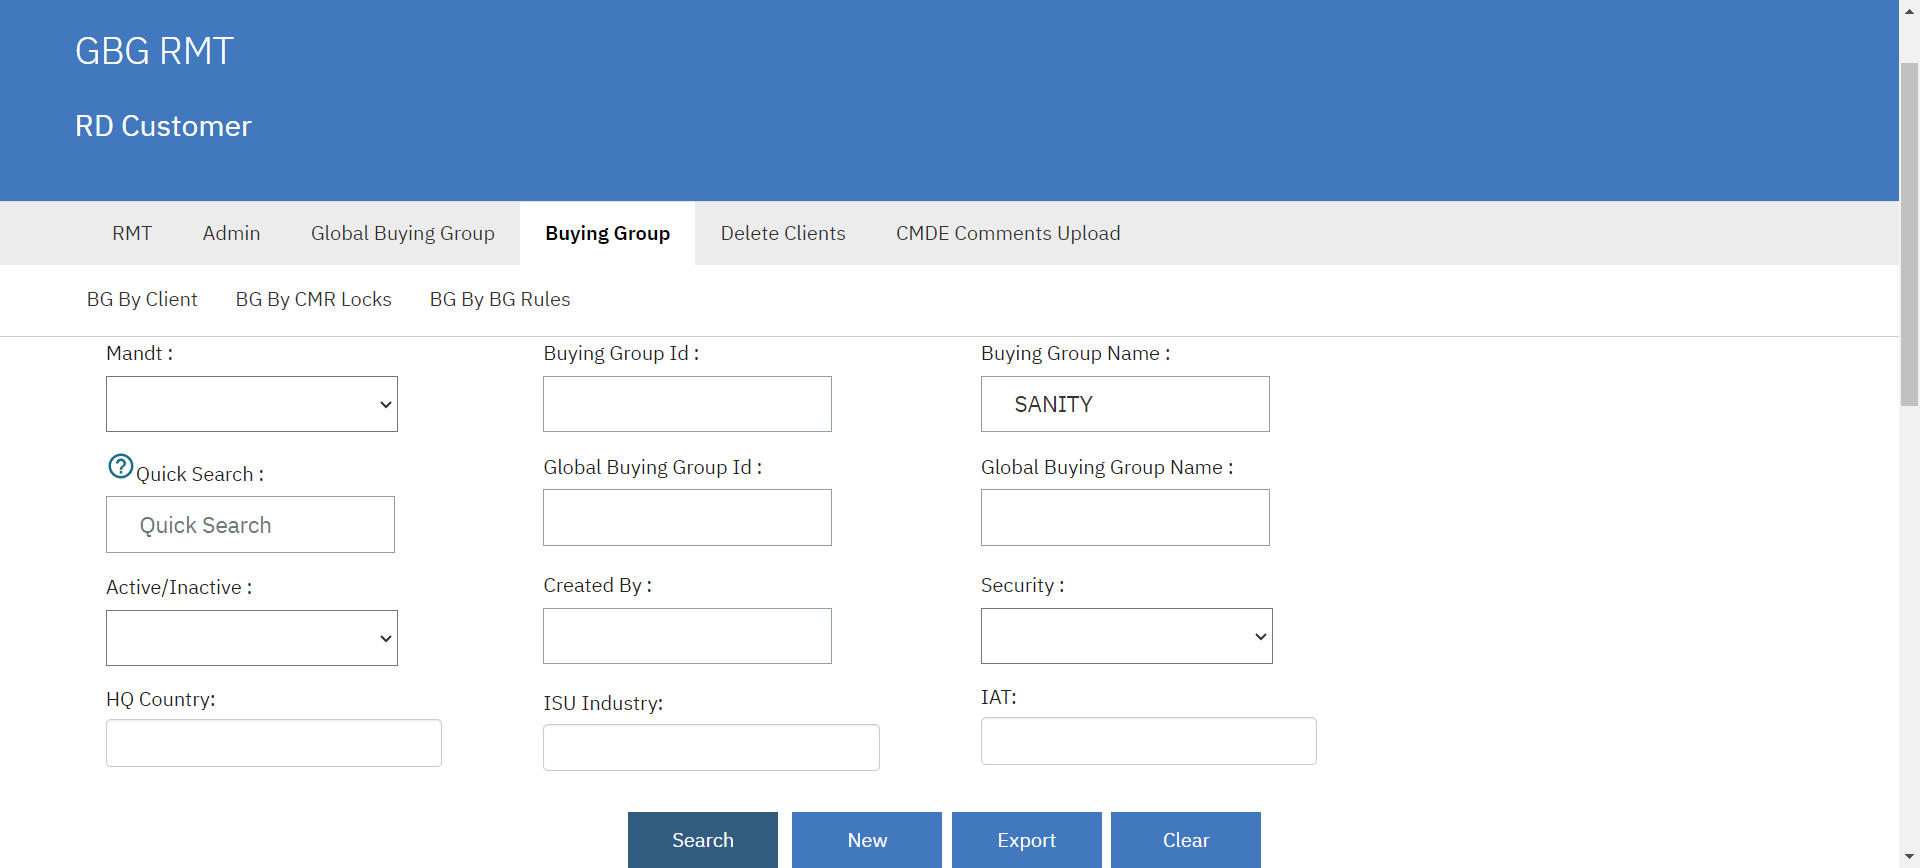 GBG RMT
RD Customer
RMT Admin Global Buying Group Buying Group Delete Clients CMDE Comments Upload
BG By Client BG By CMR Locks BG By BG Rules
Mandt : Buying Group Id : Buying Group Name :
SANITY
Quick Search : Global Buying Group Id : Global Buying Group Name :
Quick Search
Active/Inactive : Created By : Security :
HQ Country: ISU Industry: IAT:
Search New Export Clear